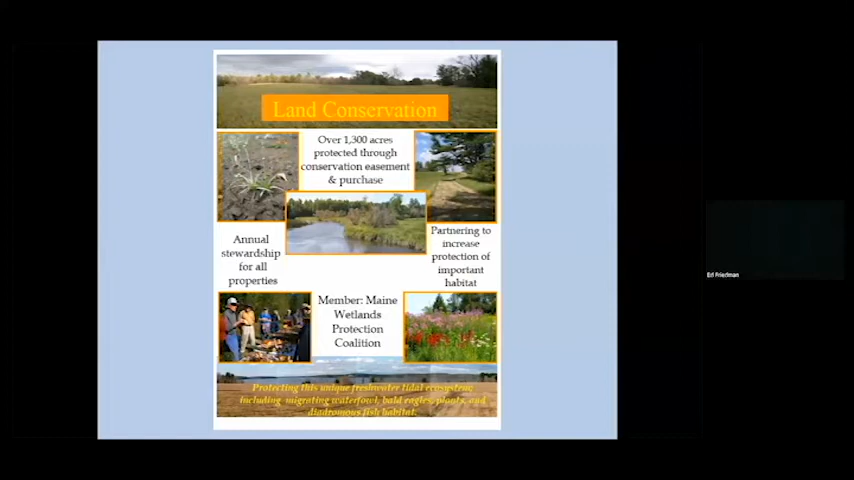 Land Conservation
Over 1,300 acres
protected through
conservation easement
& purchase
Annual
stewardship
for all
properties
Partnering to
increase
protection of
important
habitat
Member: Maine
Wetlands
Protection
Coalition
Protecting this unique freshwater tidal ecosystem,
including migrating waterfowl, bald eagles, plants, and
diadromous fish habitat.
Ed Friedman